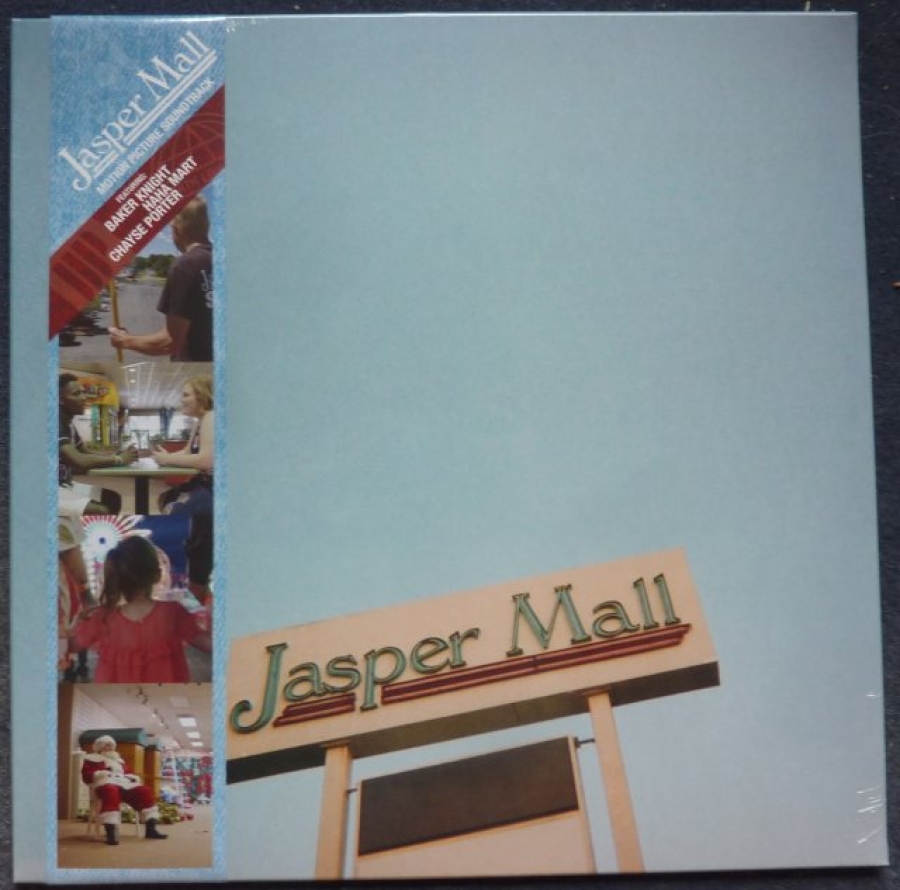 Jasper Mall
MOTION PICTURE SOUNDTRACK
FEATURING:
BAKER KNIGHT
HAHA MART
CHAYSE PORTER
Jasper Mall